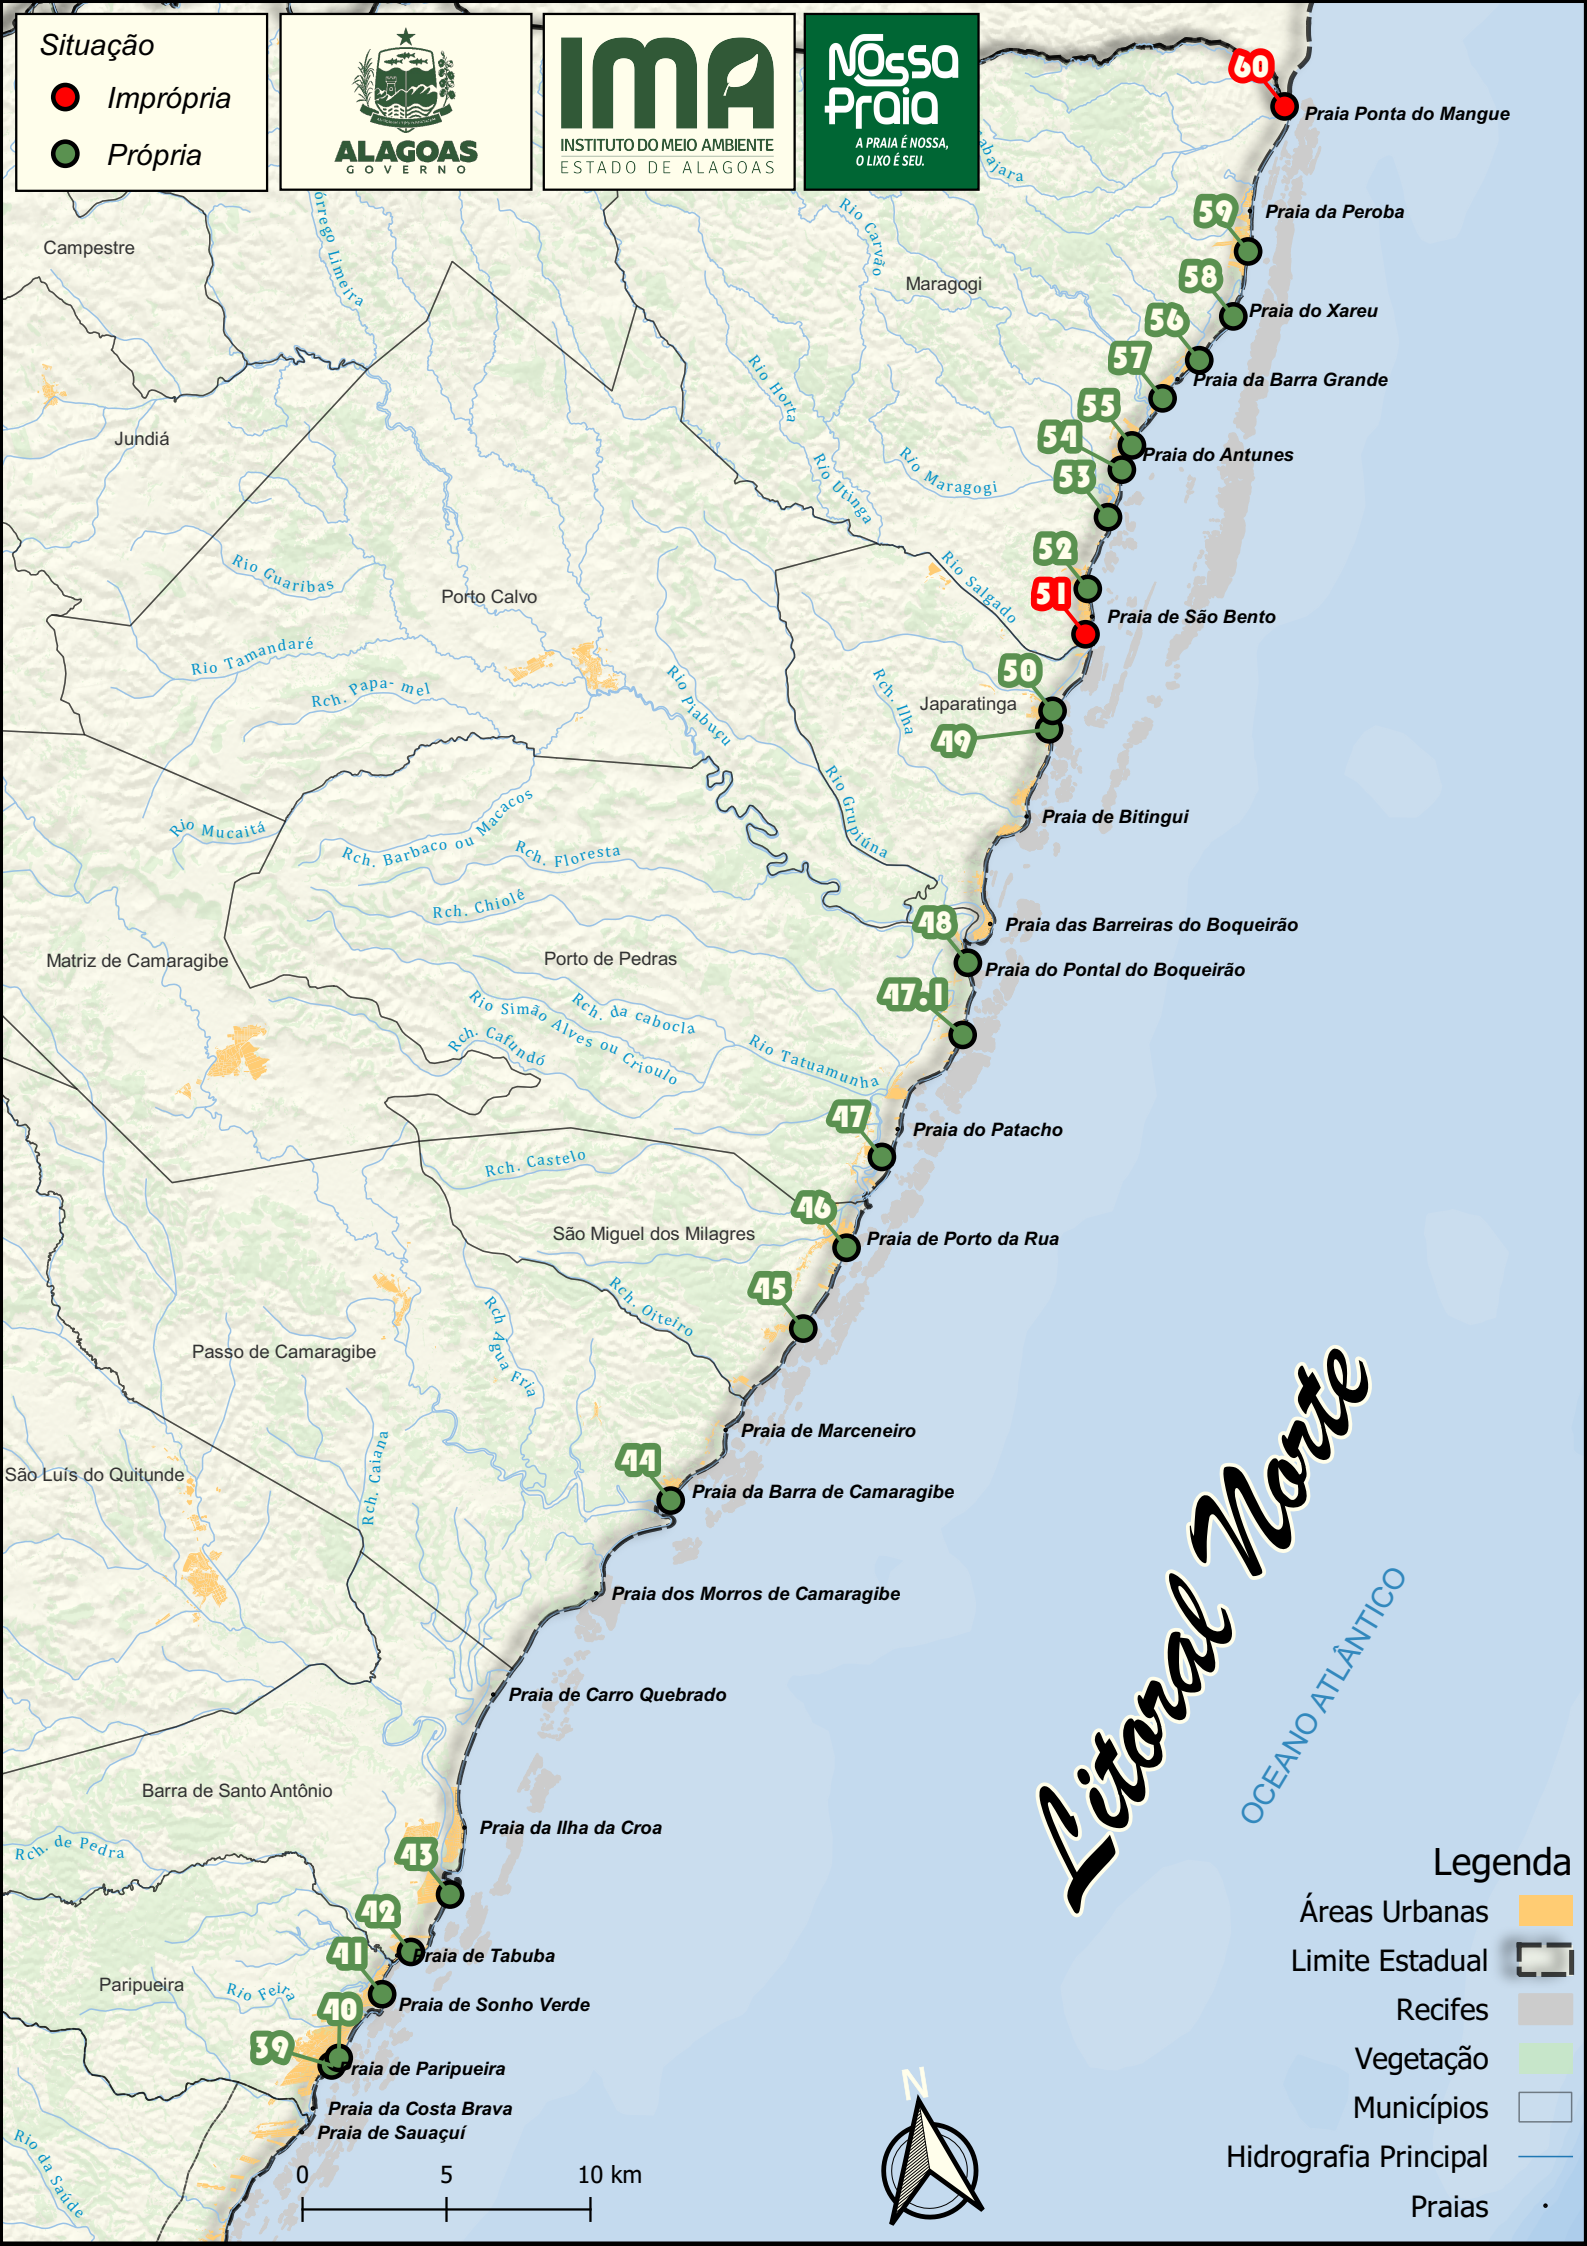 Situação
Imprópria
Própria
ALAGOAS
GOVERNO
IMA
INSTITUTO DO MEIO AMBIENTE
ESTADO DE ALAGOAS
Nossa
Praia
A PRAIA É NOSSA,
O LIXO É SEU.
60
Praia Ponta do Mangue
59
Praia da Peroba
Campestre
Rio Carvão
Maragogi
58
Praia do Xareu
56
57
Praia da Barra Grande
Rio Horta
55
Jundiá
54
Praia do Antunes
53
Rio Maragogi
Rio Utinga
52
Rio Guaribas
Rio Salgado
Porto Calvo
51
Praia de São Bento
Rio Tamandaré
Rch. Papa- mel
Rio Piabuçu
50
Rch. Ilha
Japaratinga
49
Rio Mucaitá
Rch. Barbaco ou Macacos
Rch. Floresta
Rio Grupiúna
Praia de Bitingui
Rch. Chiolé
48
Praia das Barreiras do Boqueirão
Matriz de Camaragibe
Porto de Pedras
Praia do Pontal do Boqueirão
47.1
Rio Simão Alves ou Crioulo
Rch. da cabocla
Rch. Cafundó
Rio Tatuamunha
47
Praia do Patacho
Rch. Castelo
46
São Miguel dos Milagres
Praia de Porto da Rua
45
Rch. Oiteiro
Rch Água Fria
Passo de Camaragibe
Praia de Marceneiro
44
São Luís do Quitunde
Rch. Caiana
Praia da Barra de Camaragibe
Praia dos Morros de Camaragibe
Litoral Norte
OCEANO ATLÂNTICO
Praia de Carro Quebrado
Barra de Santo Antônio
Praia da Ilha da Croa
Rch. de Pedra
43
42
Praia de Tabuba
41
Paripueira
Rio Feira
Praia de Sonho Verde
40
39
Praia de Paripueira
Praia da Costa Brava
Praia de Sauaçuí
Rio da Saúde
0 5 10 km
N
Legenda
Áreas Urbanas
Limite Estadual
Recifes
Vegetação
Municípios
Hidrografia Principal
Praias